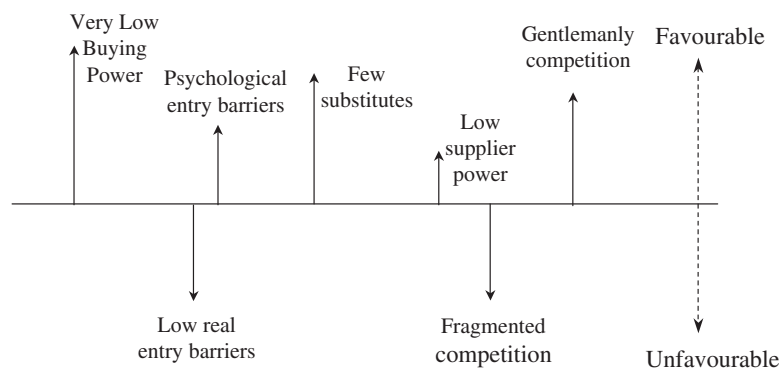 Very Low
Buying
Power
Psychological
entry barriers
Few
substitutes
Low
supplier
power
Gentlemanly
competition
Favourable
Low real
entry barriers
Fragmented
competition
Unfavourable